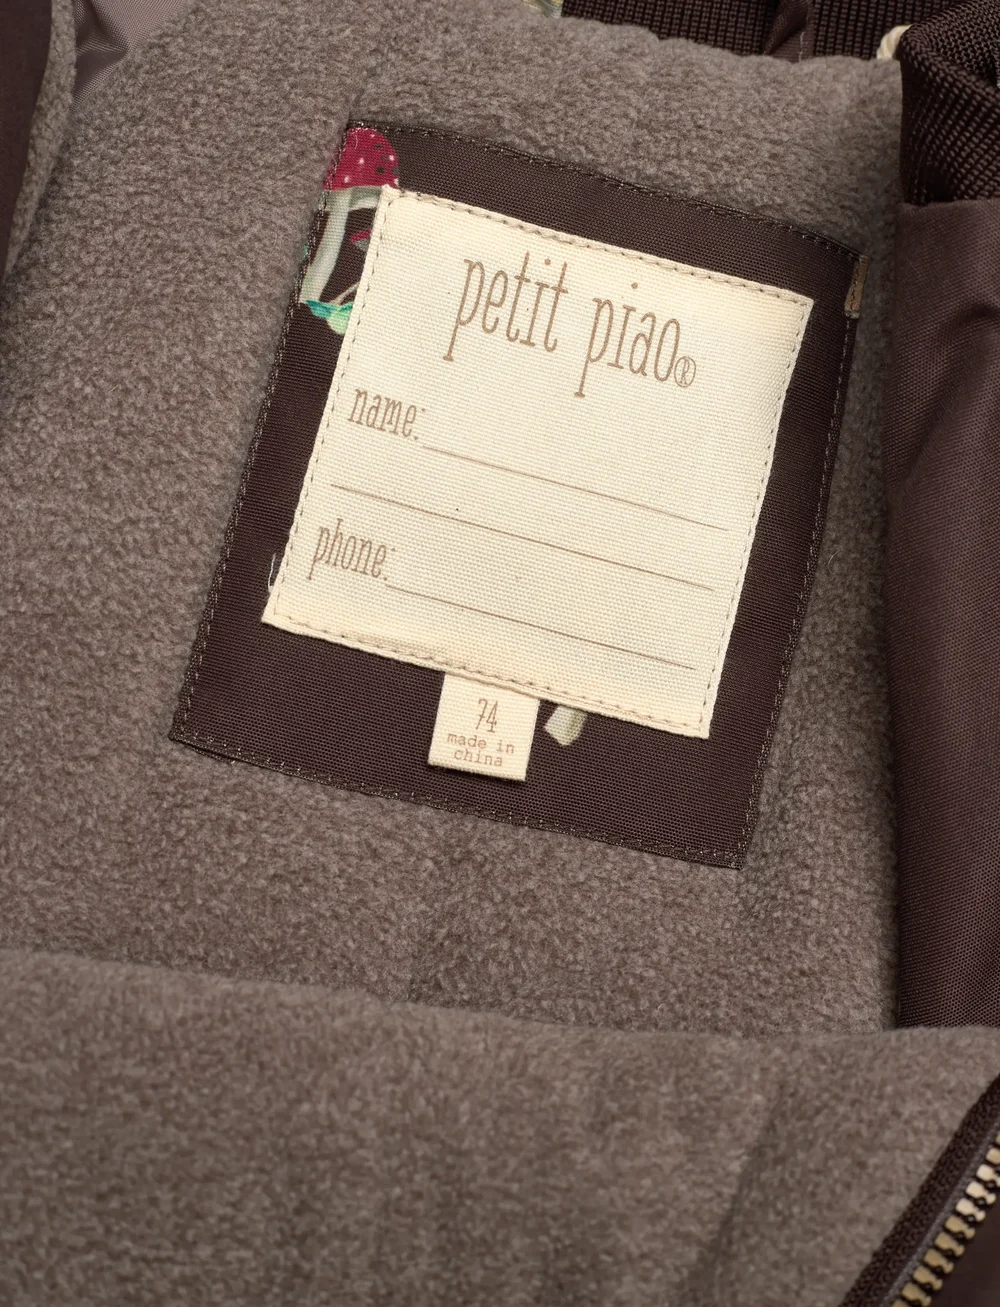 petit piao®
name:
phone:
74
made in
china